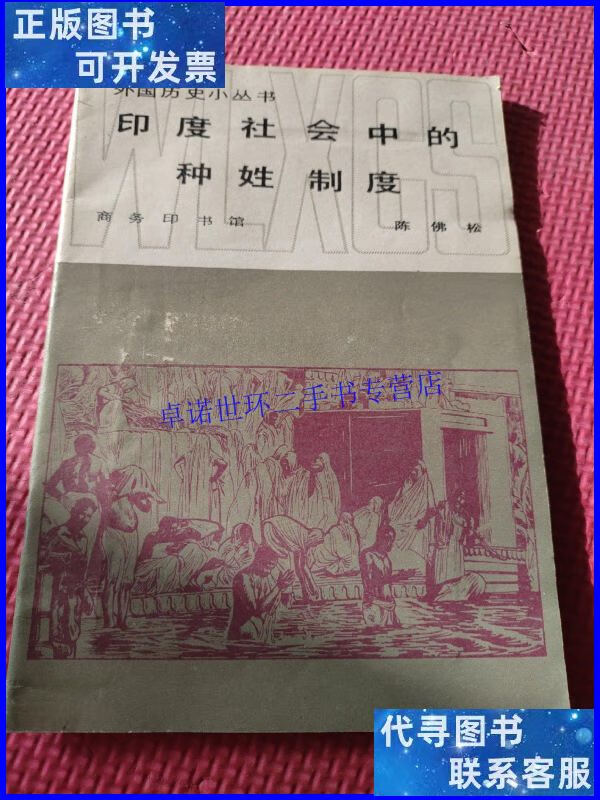 正版图书
可开发票
外国历史小丛书
WLXCS
印度社会中的
种姓制度
商务印书馆 陈佛松
卓诺世环二手书专营店
代寻图书
联系客服